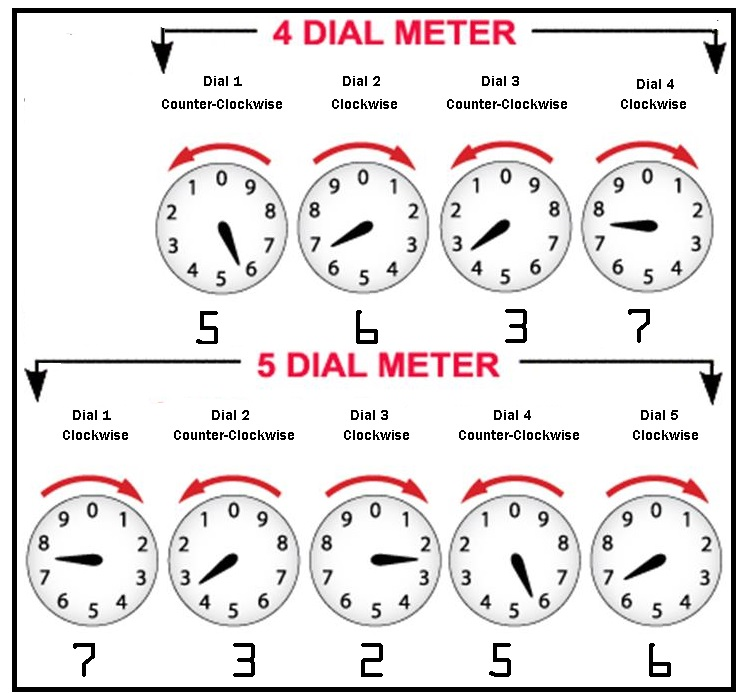 4 DIAL METER
Dial 1 Dial 2 Dial 3 Dial 4
Counter-Clockwise Clockwise Counter-Clockwise Clockwise
0 9 8 7 6 5 4 3 2 1
0 1 2 3 4 5 6 7 8 9
0 9 8 7 6 5 4 3 2 1
0 1 2 3 4 5 6 7 8 9
5 6 3 7
5 DIAL METER
Dial 1 Dial 2 Dial 3 Dial 4 Dial 5
Clockwise Counter-Clockwise Clockwise Counter-Clockwise Clockwise
0 1 2 3 4 5 6 7 8 9
0 9 8 7 6 5 4 3 2 1
0 1 2 3 4 5 6 7 8 9
0 9 8 7 6 5 4 3 2 1
0 1 2 3 4 5 6 7 8 9
7 3 2 5 6